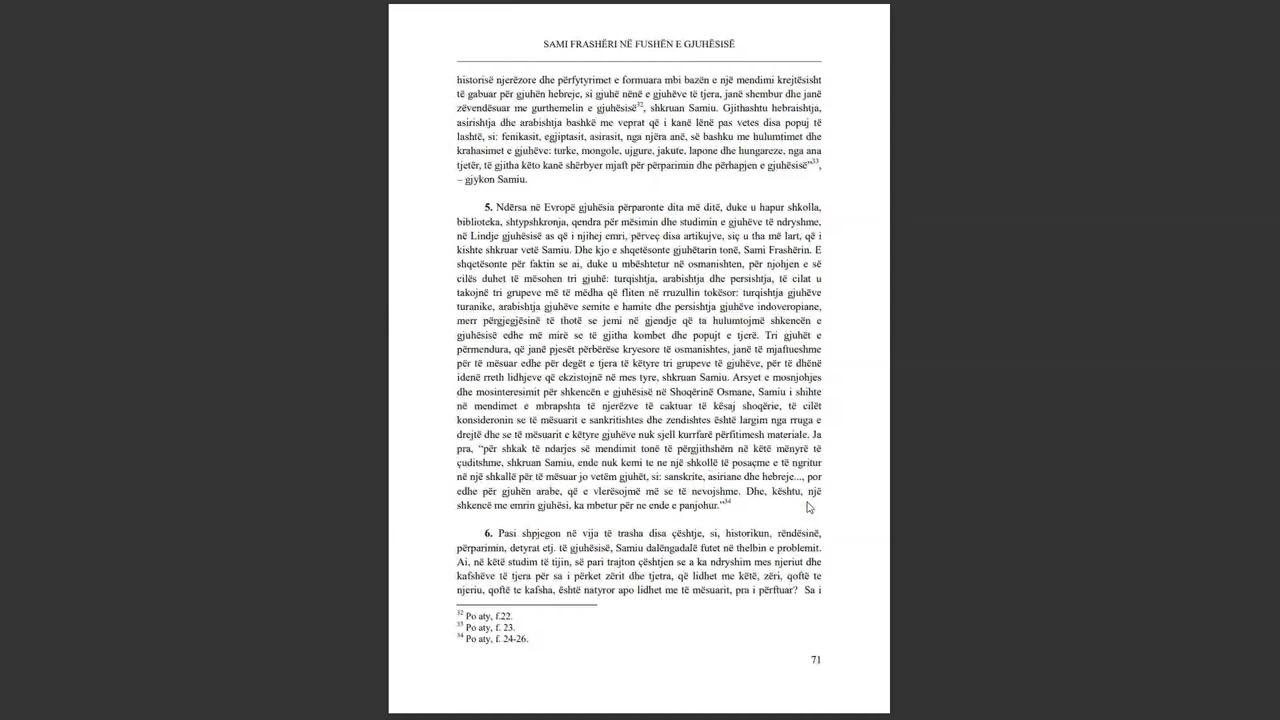 SAMI FRASHËRI NË FUSHËN E GJUHËSISË
historisë njerëzore dhe përfytyrimet e formuara mbi bazën e një mendimi krejtësisht
të gabuar për gjuhën hebreje, si gjuhë nënë e gjuhëve të tjera, janë shembur dhe janë
zëvendësuar me gurthemelin e gjuhësisë32, shkruan Samiu. Gjithashtu hebraishtja,
asirishtja dhe arabishtja bashkë me veprat që i kanë lënë pas vetes disa popuj të
lashtë, si: fenikasit, egjiptasit, asirasit, nga njëra anë, së bashku me hulumtimet dhe
krahasimet e gjuhëve: turke, mongole, ujgure, jakute, lapone dhe hungareze, nga ana
tjetër, të gjitha këto kanë shërbyer mjaft për përparimin dhe përhapjen e gjuhësisë”33,
– gjykon Samiu.
5. Ndërsa në Evropë gjuhësia përparonte dita më ditë, duke u hapur shkolla,
biblioteka, shtypshkronja, qendra për mësimin dhe studimin e gjuhëve të ndryshme,
në Lindje gjuhësisë as që i njihej emri, përveç disa artikujve, siç u tha më lart, që i
kishte shkruar vetë Samiu. Dhe kjo e shqetësonte gjuhëtarin tonë, Sami Frashërin. E
shqetësonte për faktin se ai, duke u mbështetur në osmanishten, për njohjen e së
cilës duhet të mësohen tri gjuhë: turqishtja, arabishtja dhe persishtja, të cilat u
takojnë tri grupeve më të mëdha që fliten në rruzullin tokësor: turqishtja gjuhëve
turanike, arabishtja gjuhëve semite e hamite dhe persishtja gjuhëve indoveropiane,
merr përgjegjësinë të thotë se jemi në gjendje që ta hulumtojmë shkencën e
gjuhësisë edhe më mirë se të gjitha kombet dhe popujt e tjerë. Tri gjuhët e
përmendura, që janë pjesët përbërëse kryesore të osmanishtes, janë të mjaftueshme
për të mësuar edhe për degët e tjera të këtyre tri grupeve të gjuhëve, për të dhënë
idenë rreth lidhjeve që ekzistojnë në mes tyre, shkruan Samiu. Arsyet e mosnjohjes
dhe mosinteresimit për shkencën e gjuhësisë në Shoqërinë Osmane, Samiu i shihte
në mendimet e mbrapshta të njerëzve të caktuar të kësaj shoqërie, të cilët
konsideronin se të mësuarit e sankritishtes dhe zendishtes është largim nga rruga e
drejtë dhe se të mësuarit e këtyre gjuhëve nuk sjell kurrfarë përfitimesh materiale. Ja
pra, “për shkak të ndarjes së mendimit tonë të përgjithshëm në këtë mënyrë të
çuditshme, shkruan Samiu, ende nuk kemi te ne një shkollë të posaçme e të ngritur
në një shkallë për të mësuar jo vetëm gjuhët, si: sanskrite, asiriane dhe hebreje..., por
edhe për gjuhën arabe, që e vlerësojmë më se të nevojshme. Dhe, kështu, një
shkencë me emrin gjuhësi, ka mbetur për ne ende e panjohur.”34
6. Pasi shpjegon në vija të trasha disa çështje, si, historikun, rëndësinë,
përparimin, detyrat etj. të gjuhësisë, Samiu dalëngadalë futet në thelbin e problemit.
Ai, në këtë studim të tijin, së pari trajton çështjen se a ka ndryshim mes njeriut dhe
kafshëve të tjera për sa i përket zërit dhe tjetra, që lidhet me këtë, zëri, qoftë te
njeriu, qoftë te kafsha, është natyror apo lidhet me të mësuarit, pra i përftuar? Sa i
32 Po aty, f.22.
33 Po aty, f. 23.
34 Po aty, f. 24-26.
71